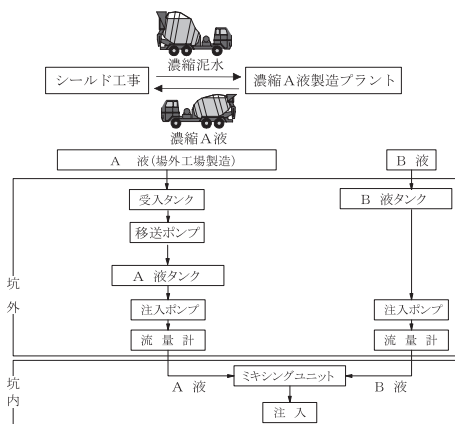 濃縮泥水
シールド工事
濃縮A液製造プラント
濃縮A液
A 液(場外工場製造)
B 液
受入タンク
B 液タンク
移送ポンプ
A 液タンク
注入ポンプ
注入ポンプ
流 量 計
流 量 計
坑外
A 液
ミキシングユニット
B 液
注 入
坑内